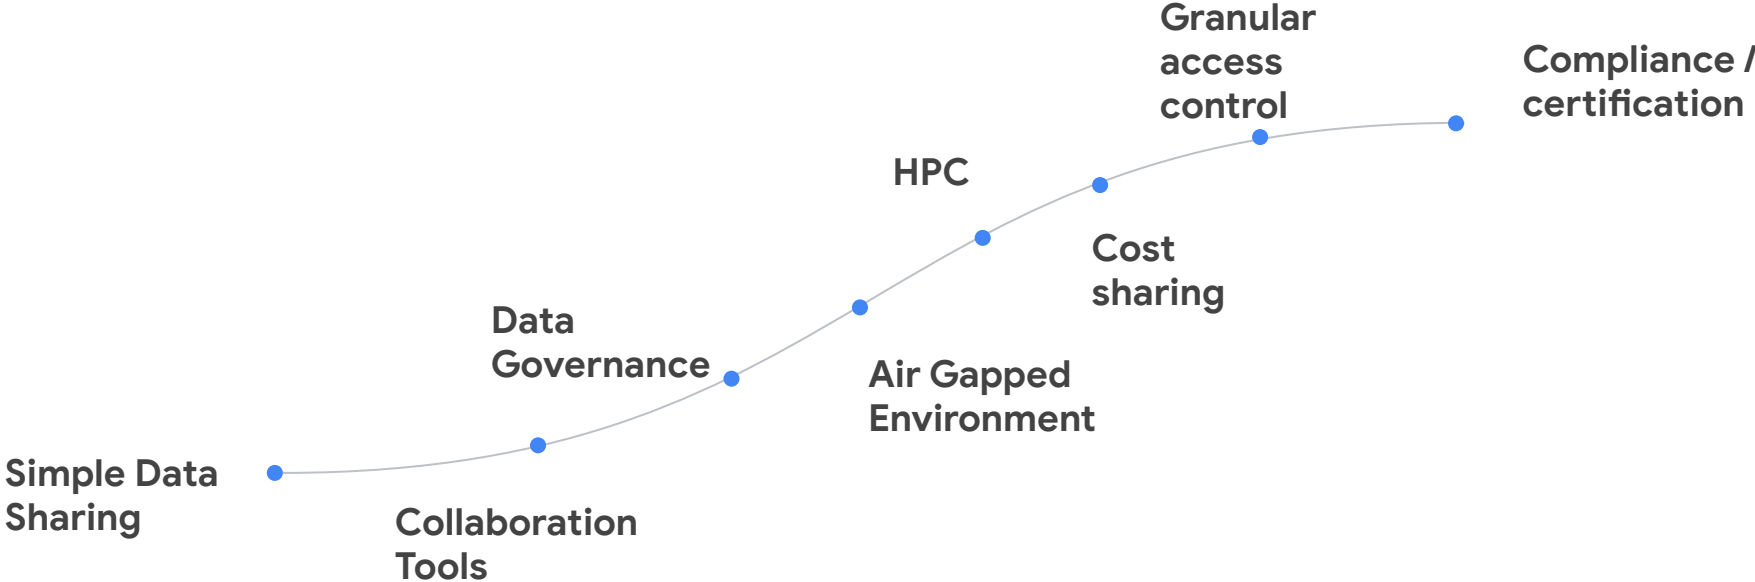 Simple Data
Sharing
Collaboration
Tools
Data
Governance
Air Gapped
Environment
HPC
Cost
sharing
Granular
access
control
Compliance /
certification